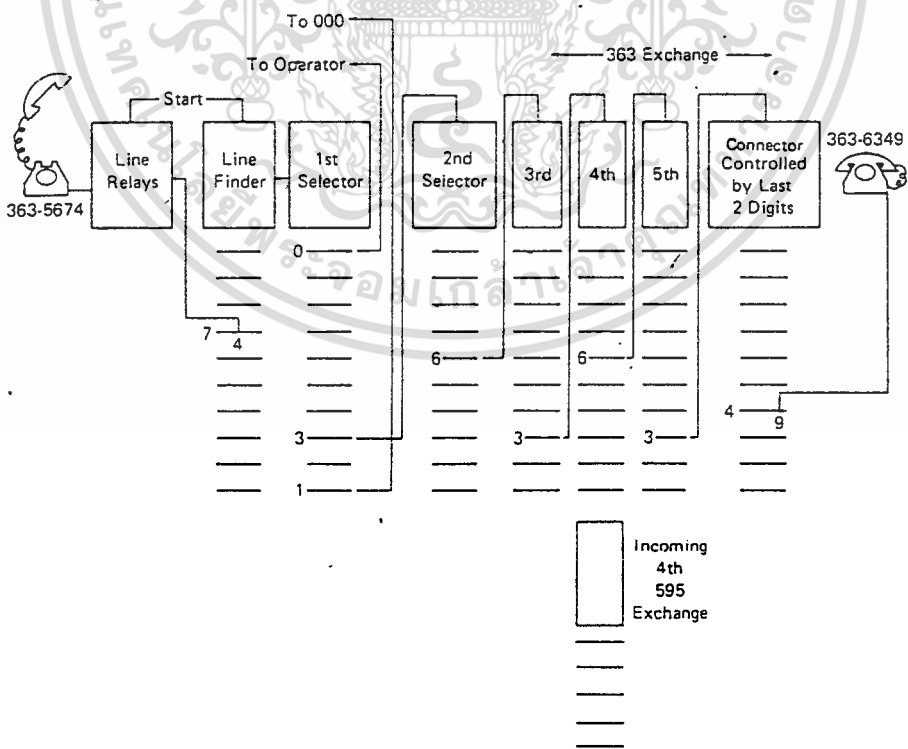 To 000
To Operator
363 Exchange
Start
Line
Relays
Line
Finder
1st
Selector
2nd
Selector
3rd
4th
5th
Connector
Controlled
by Last
2 Digits
363-5674
363-6349
0
7
4
6
6
4
9
3
3
3
1
Incoming
4th
595
Exchange